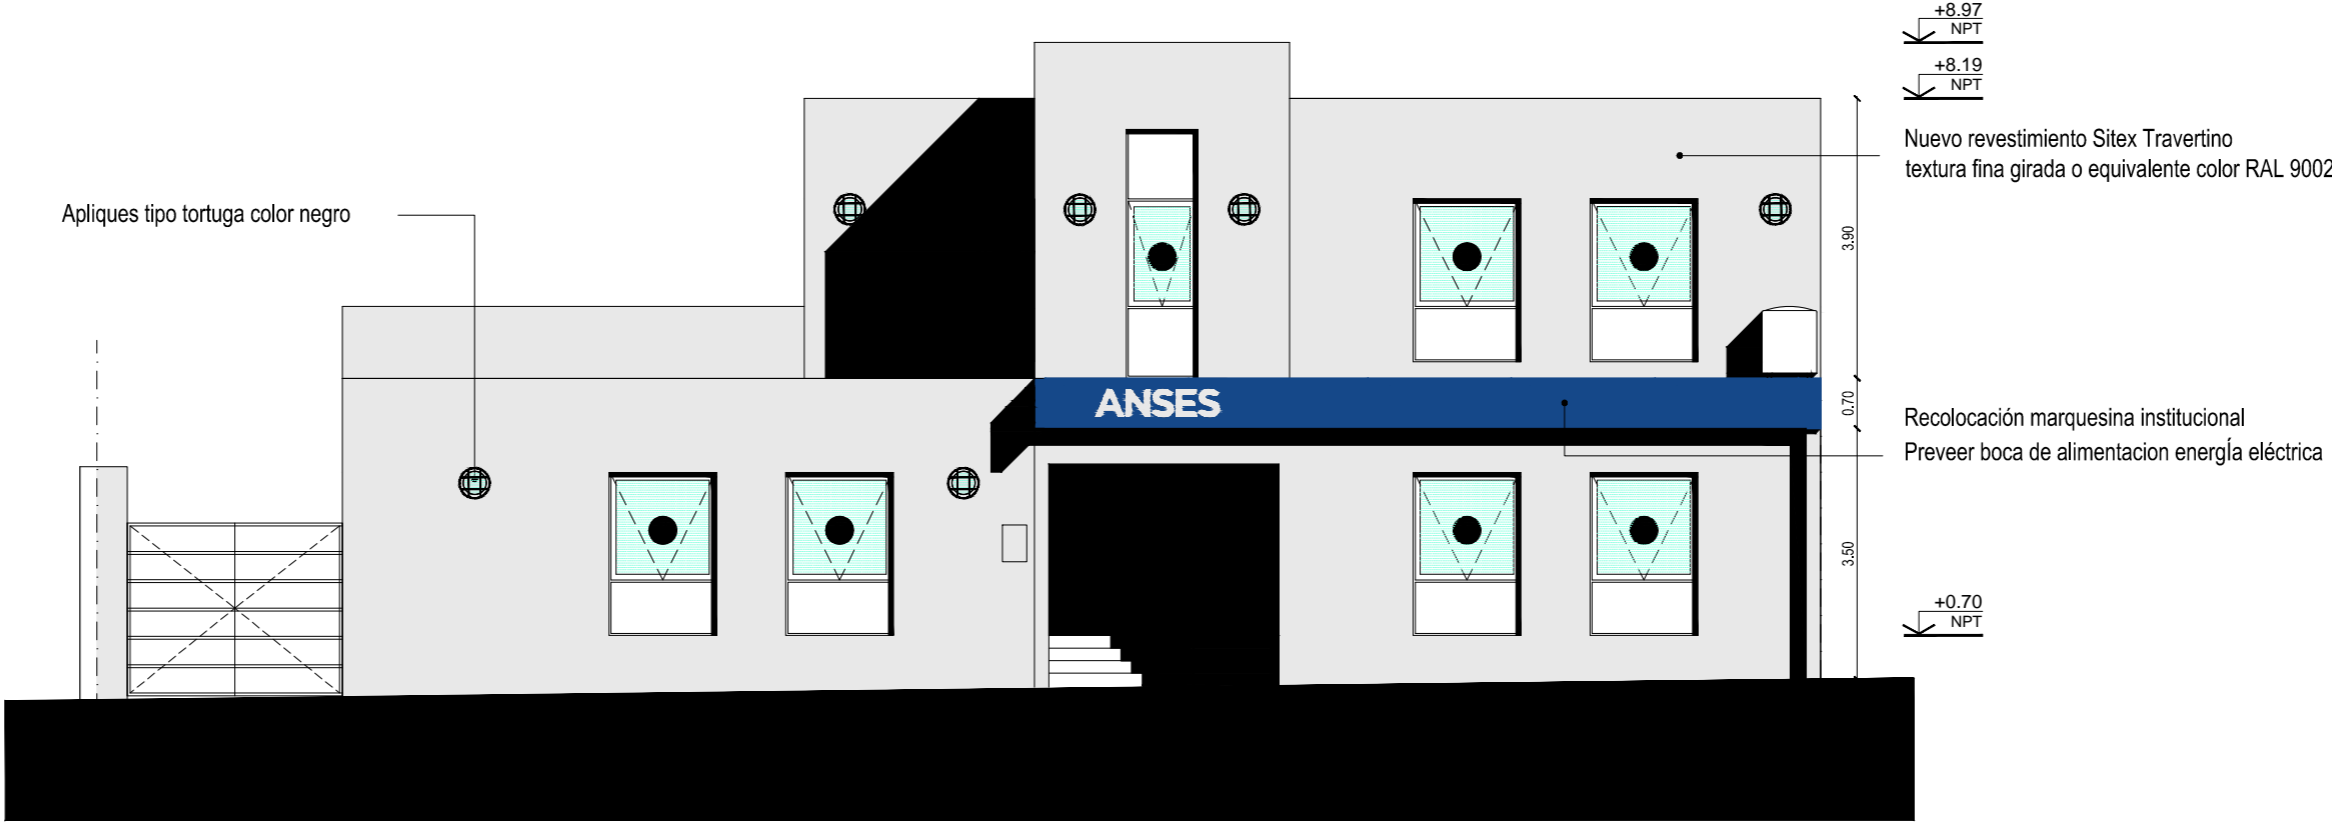 +8.97
NPT
+8.19
NPT
Nuevo revestimiento Sitex Travertino
textura fina girada o equivalente color RAL 9002
Apliques tipo tortuga color negro
3.90
ANSES
0.70
Recolocación marquesina institucional
Preveer boca de alimentacion energÍa eléctrica
3.50
+0.70
NPT